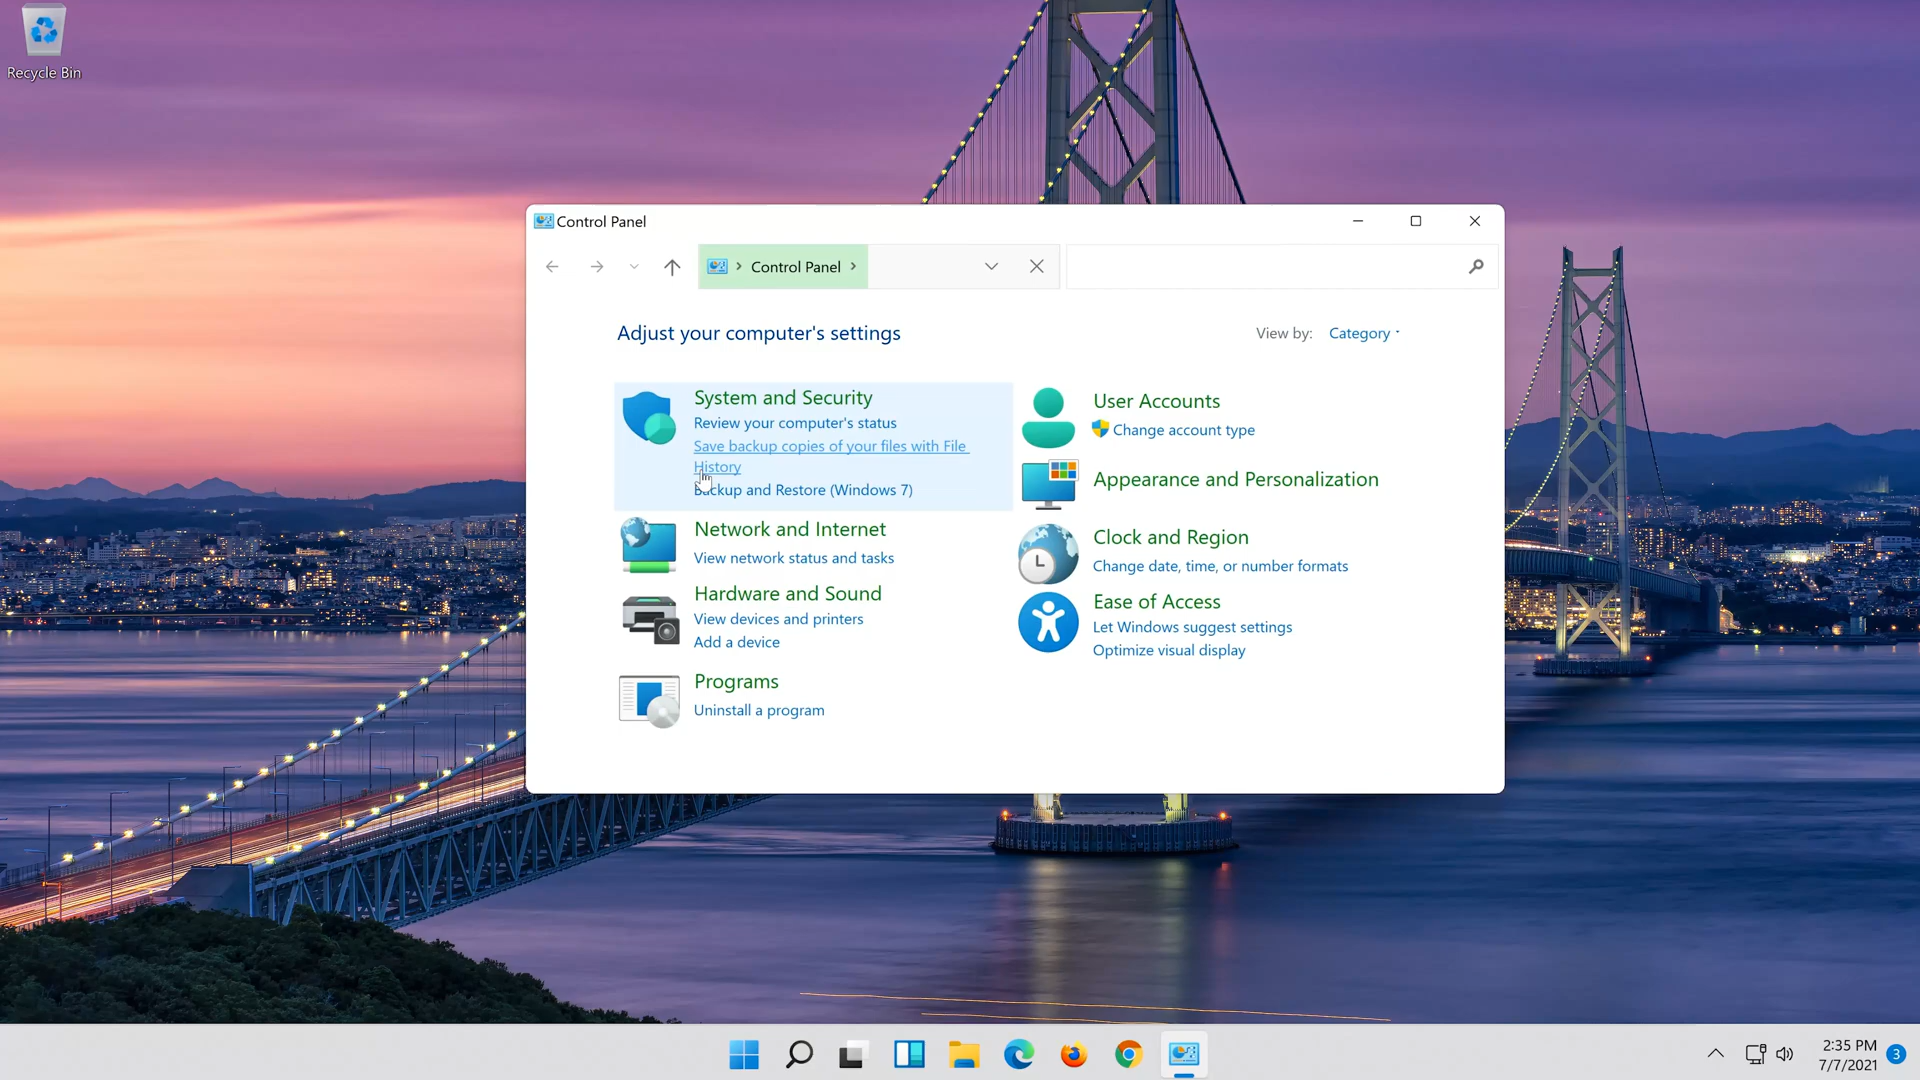 Recycle Bin
Control Panel
Control Panel
Adjust your computer's settings
View by: Category
System and Security
Review your computer's status
Save backup copies of your files with File
History
Backup and Restore (Windows 7)
Network and Internet
View network status and tasks
Hardware and Sound
View devices and printers
Add a device
Programs
Uninstall a program
User Accounts
Change account type
Appearance and Personalization
Clock and Region
Change date, time, or number formats
Ease of Access
Let Windows suggest settings
Optimize visual display
2:35 PM
7/7/2021
3